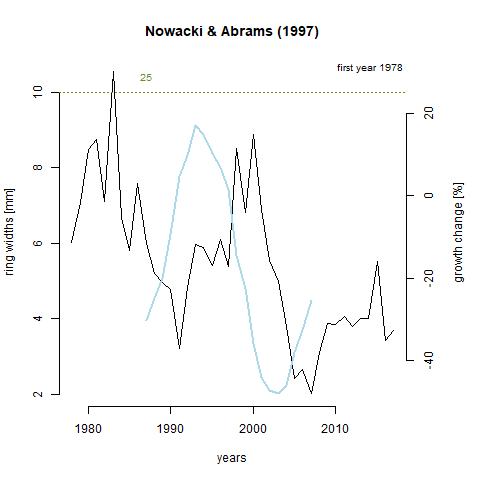 Nowacki & Abrams (1997)
first year 1978
25
10
8
6
4
2
ring widths [mm]
20
0
-20
-40
growth change [%]
1980 1990 2000 2010
years